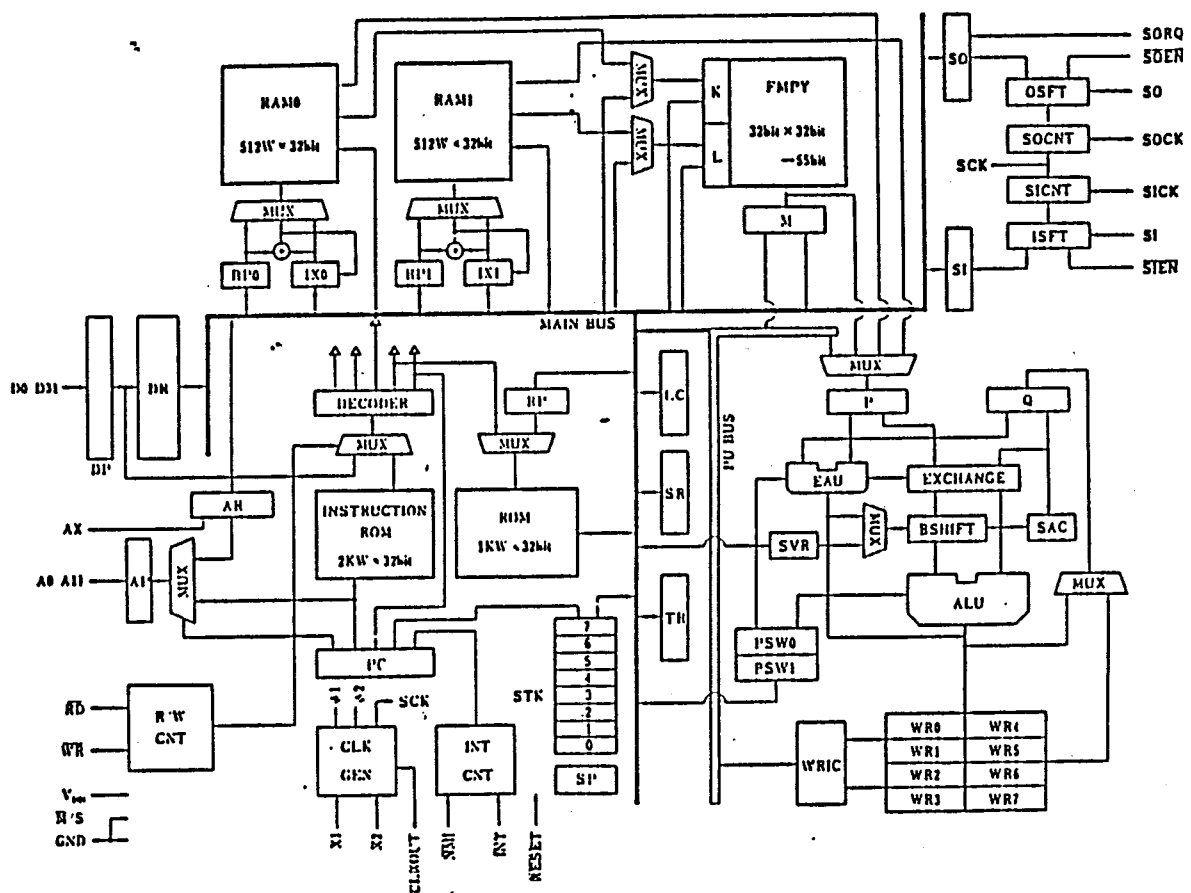 SORQ
SOEN
SO
OSFT
SO
SOCNT
SOCK
SCK
SICNT
SICK
ISFT
SI
SI
SIEN
RAM0
512W × 32bit
RAM1
512W × 32bit
MUX
MUX
K
L
FMPY
32bit × 32bit
→55bit
M
MUX
MUX
BP0
IX0
BP1
IX1
MAIN BUS
D0 D31
DP
DR
DECODER
MUX
RP
MUX
LC
PU BUS
MUX
P
Q
EAU
EXCHANGE
MUX
BSHIFT
SAC
SVR
ALU
MUX
AR
AX
A0 A11
MUX
INSTRUCTION
ROM
2KW × 32bit
ROM
1KW × 32bit
SR
TR
PC
STK
7
6
5
4
3
2
1
0
SP
PSW0
PSW1
RD
WR
R/W
CNT
φ1
φ2
SCK
CLK
GEN
INT
CNT
X1
X2
CLKOUT
NMI
INT
RESET
M/S
GND
WRIC
WR0
WR4
WR1
WR5
WR2
WR6
WR3
WR7